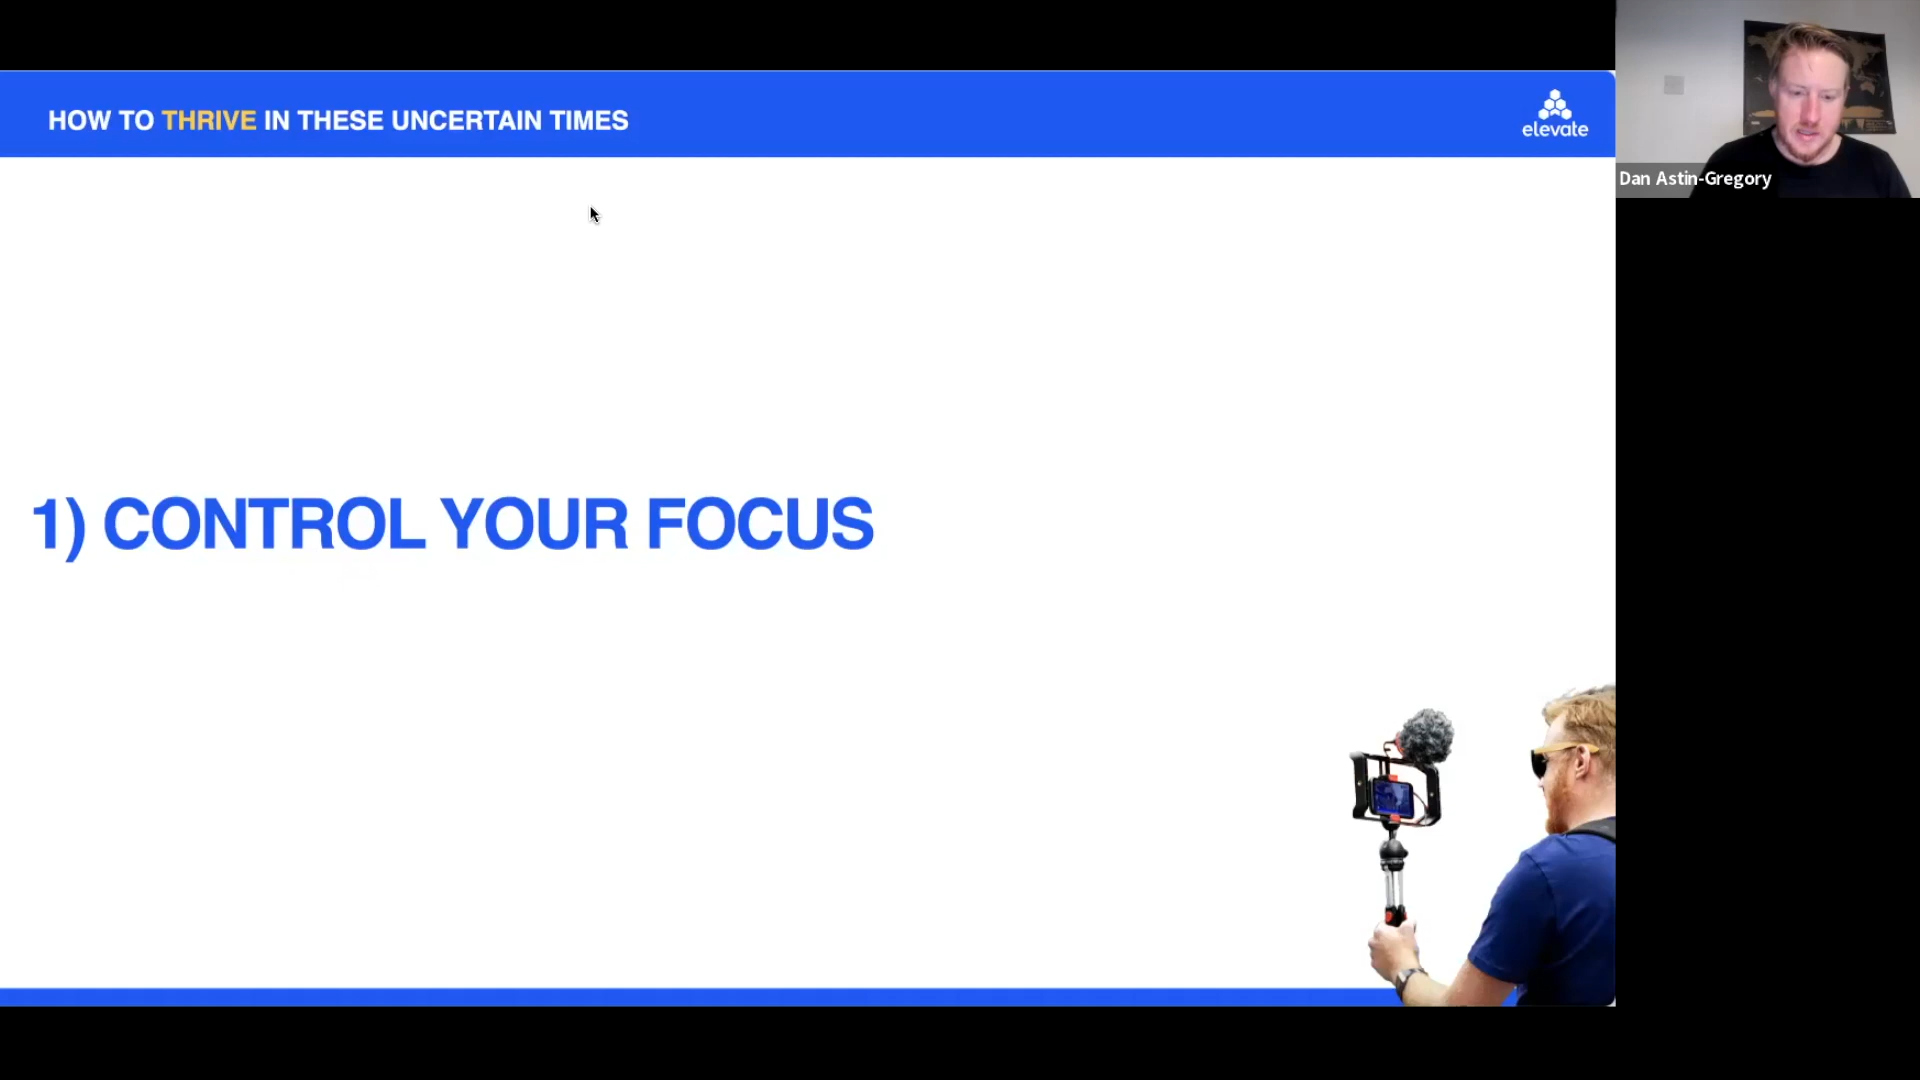 HOW TO THRIVE IN THESE UNCERTAIN TIMES
elevate
Dan Astin-Gregory
1) CONTROL YOUR FOCUS